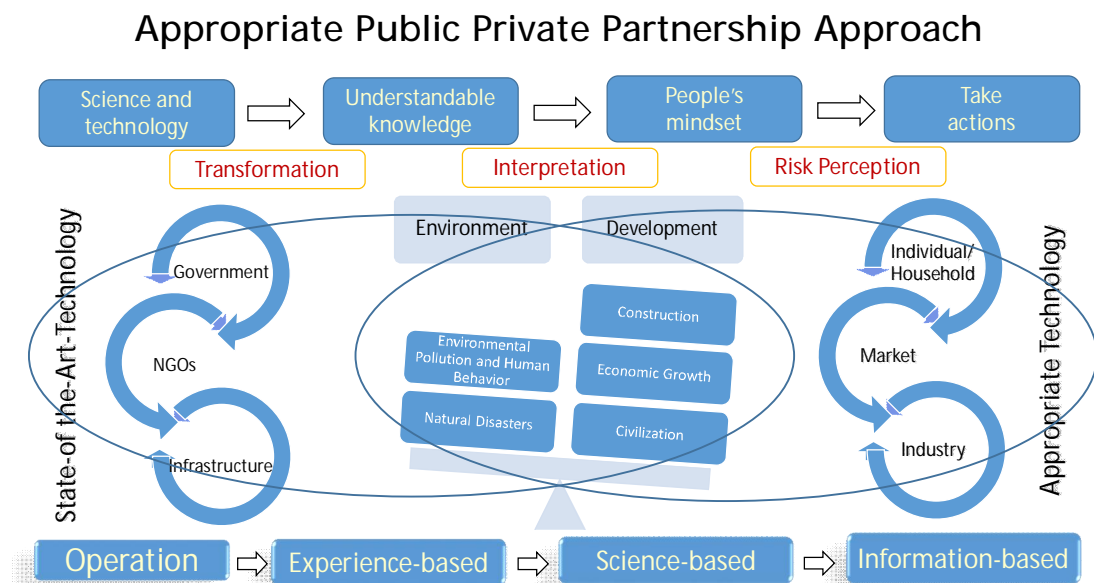 Appropriate Public Private Partnership Approach
Science and
technology
Understandable
knowledge
People's
mindset
Take
actions
Transformation
Interpretation
Risk Perception
State-of the-Art-Technology
Government
NGOs
Infrastructure
Environment
Development
Environmental
Pollution and Human
Behavior
Natural Disasters
Construction
Economic Growth
Civilization
Individual/
Household
Market
Industry
Appropriate Technology
Operation
Experience-based
Science-based
Information-based